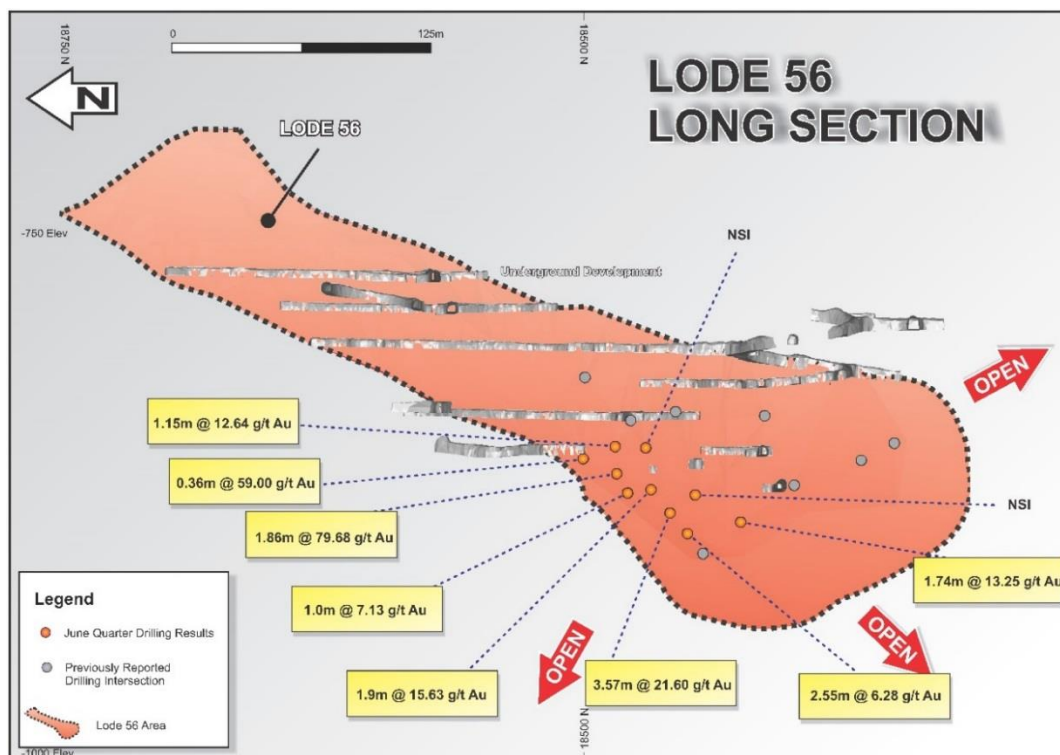 18750 N
18500 N
0
125m
N
LODE 56
LONG SECTION
LODE 56
-750 Elev
NSI
Underground Development
OPEN
1.15m @ 12.64 g/t Au
0.36m @ 59.00 g/t Au
1.86m @ 79.68 g/t Au
NSI
1.74m @ 13.25 g/t Au
1.0m @ 7.13 g/t Au
Legend
June Quarter Drilling Results
Previously Reported
Drilling Intersection
Lode 56 Area
OPEN
OPEN
1.9m @ 15.63 g/t Au
3.57m @ 21.60 g/t Au
2.55m @ 6.28 g/t Au
18500 N
-1000 Elev